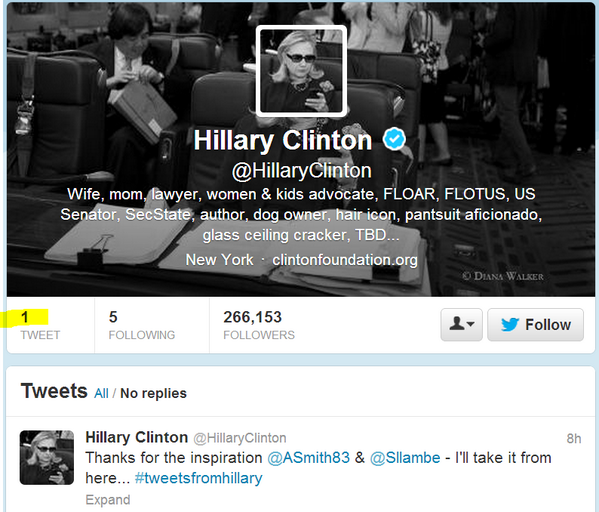 Hillary Clinton
@HillaryClinton
Wife, mom, lawyer, women & kids advocate, FLOAR, FLOTUS, US
Senator, SecState, author, dog owner, hair icon, pantsuit aficionado,
glass ceiling cracker, TBD...
New York · clintonfoundation.org
© DIANA WALKER
1 5 266,153
TWEET FOLLOWING FOLLOWERS
Follow
Tweets All / No replies
Hillary Clinton @HillaryClinton 8h
Thanks for the inspiration @ASmith83 & @Sllambe - I'll take it from
here... #tweetsfromhillary
Expand